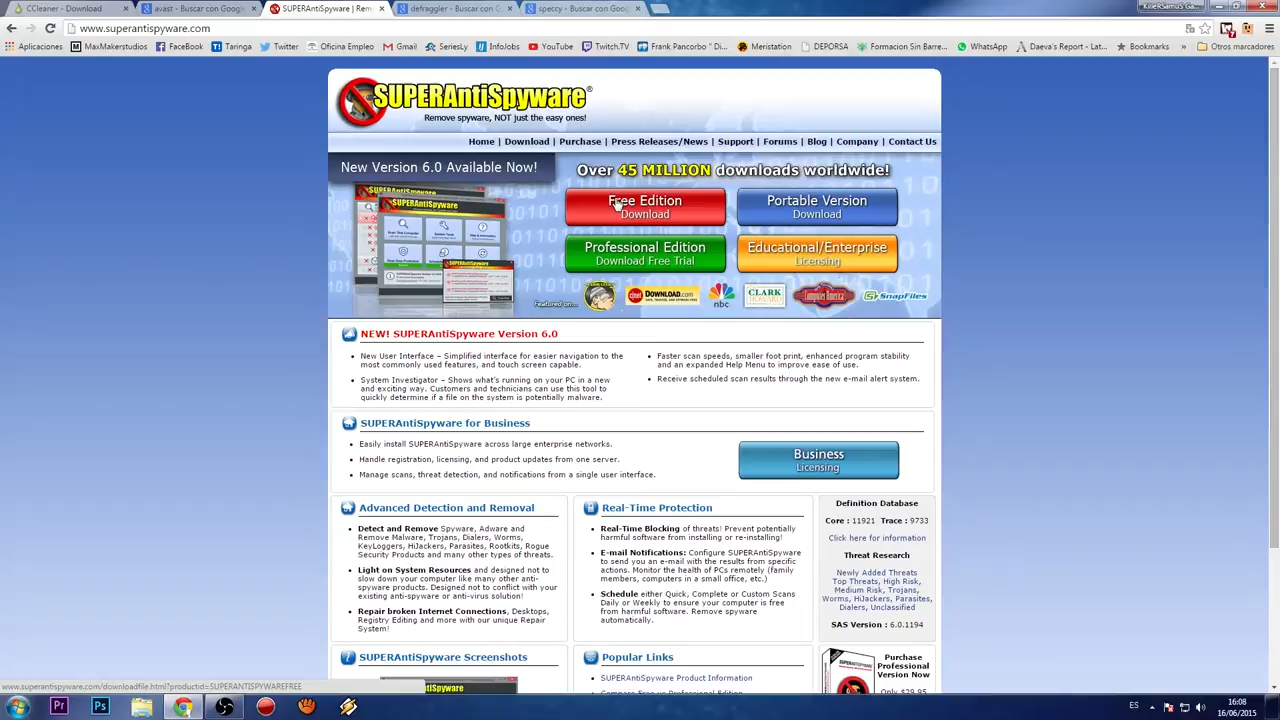 CCleaner - Download
avast - Buscar con Google
SUPERAntiSpyware | Rem
defraggler - Buscar con G
speccy - Buscar con Googl
KillerSamuS Ga
www.superantispyware.com
Aplicaciones
MaxMakerstudios
FaceBook
Taringa
Twitter
Oficina Empleo
Gmail
SeriesLy
InfoJobs
YouTube
Twitch.TV
Frank Pancorbo " Di...
Meristation
DEPORSA
Formacion Sin Barre...
WhatsApp
Daeva's Report - Lat...
Bookmarks
»
Otros marcadores
SUPERAntiSpyware®
Remove spyware, NOT just the easy ones!
Home | Download | Purchase | Press Releases/News | Support | Forums | Blog | Company | Contact Us
New Version 6.0 Available Now!
Over 45 MILLION downloads worldwide!
Free Edition
Download
Portable Version
Download
Professional Edition
Download Free Trial
Educational/Enterprise
Licensing
Featured on...
DOWNLOAD.com
nbc
CLARK
HOWARD
Computer America
SnapFiles
NEW! SUPERAntiSpyware Version 6.0
• New User Interface – Simplified interface for easier navigation to the
most commonly used features, and touch screen capable.
• System Investigator – Shows what's running on your PC in a new
and exciting way. Customers and technicians can use this tool to
quickly determine if a file on the system is potentially malware.
• Faster scan speeds, smaller foot print, enhanced program stability
and an expanded Help Menu to improve ease of use.
• Receive scheduled scan results through the new e-mail alert system.
SUPERAntiSpyware for Business
• Easily install SUPERAntiSpyware across large enterprise networks.
• Handle registration, licensing, and product updates from one server.
• Manage scans, threat detection, and notifications from a single user interface.
Business
Licensing
Advanced Detection and Removal
• Detect and Remove Spyware, Adware and
Remove Malware, Trojans, Dialers, Worms,
KeyLoggers, HiJackers, Parasites, Rootkits, Rogue
Security Products and many other types of threats.
• Light on System Resources and designed not to
slow down your computer like many other anti-
spyware products. Designed not to conflict with your
existing anti-spyware or anti-virus solution!
• Repair broken Internet Connections, Desktops,
Registry Editing and more with our unique Repair
System!
Real-Time Protection
• Real-Time Blocking of threats! Prevent potentially
harmful software from installing or re-installing!
• E-mail Notifications: Configure SUPERAntiSpyware
to send you an e-mail with the results from specific
actions. Monitor the health of PCs remotely (family
members, computers in a small office, etc.)
• Schedule either Quick, Complete or Custom Scans
Daily or Weekly to ensure your computer is free
from harmful software. Remove spyware
automatically.
Definition Database
Core : 11921 Trace : 9733
Click here for information
Threat Research
Newly Added Threats
Top Threats, High Risk,
Medium Risk, Trojans,
Worms, HiJackers, Parasites,
Dialers, Unclassified
SAS Version : 6.0.1194
SUPERAntiSpyware Screenshots
Popular Links
• SUPERAntiSpyware Product Information
Compare Free vs Professional Edition
Purchase
Professional
Version Now
Only $29.95
www.superantispyware.com/downloadfile.html?productid=SUPERANTISPYWAREFREE
ES
16:08
16/06/2015